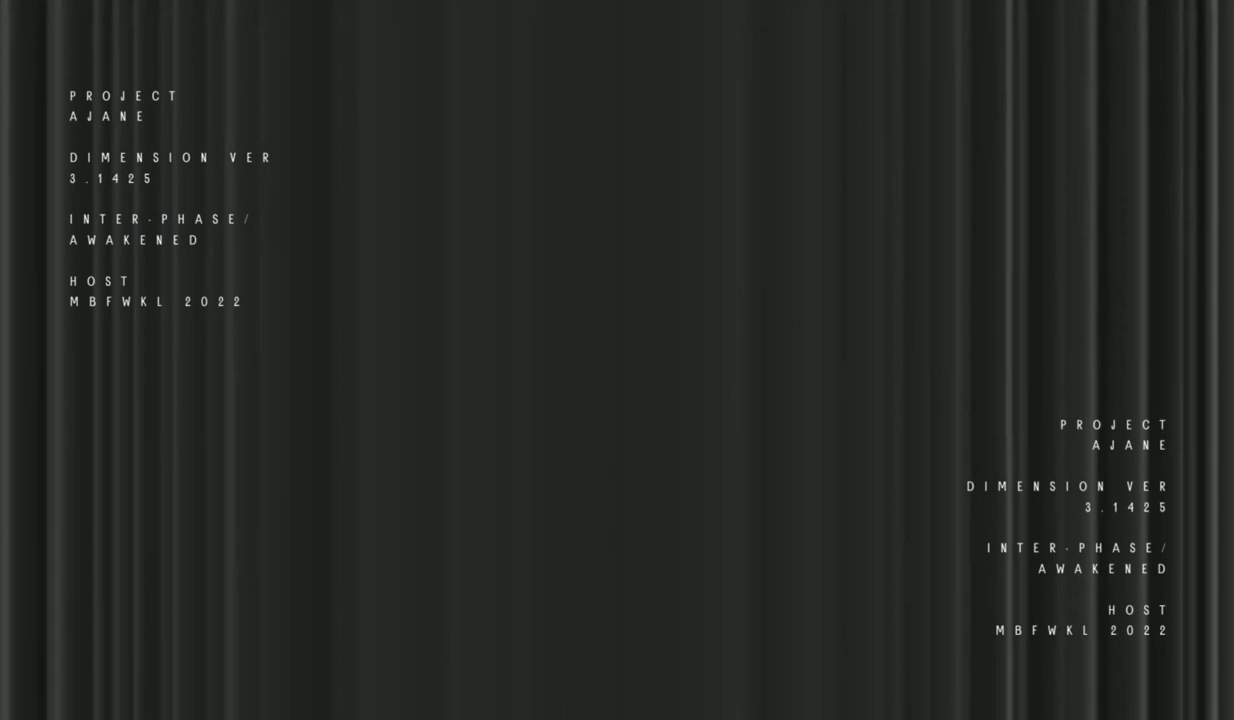 PROJECT
AJANE
DIMENSION VER
3.1425
INTER-PHASE/
AWAKENED
HOST
MBFWKL 2022
PROJECT
AJANE
DIMENSION VER
3.1425
INTER-PHASE/
AWAKENED
HOST
MBFWKL 2022